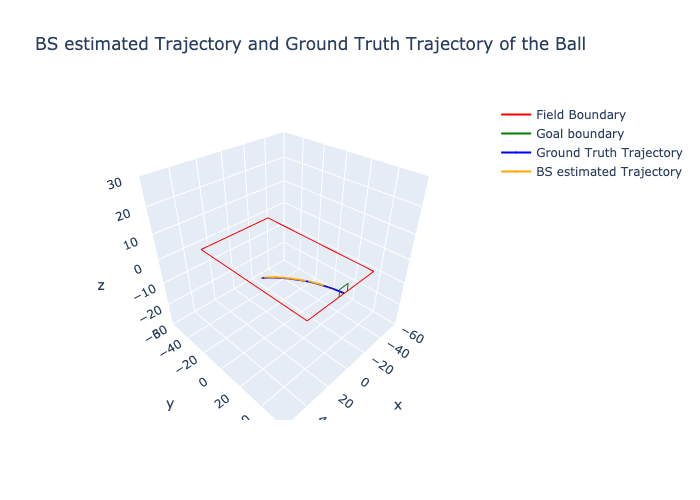 BS estimated Trajectory and Ground Truth Trajectory of the Ball
Field Boundary
Goal boundary
Ground Truth Trajectory
BS estimated Trajectory
30
20
10
0
−10
−20
z
−40
−20
0
20
y
−60
−40
−20
0
20
x